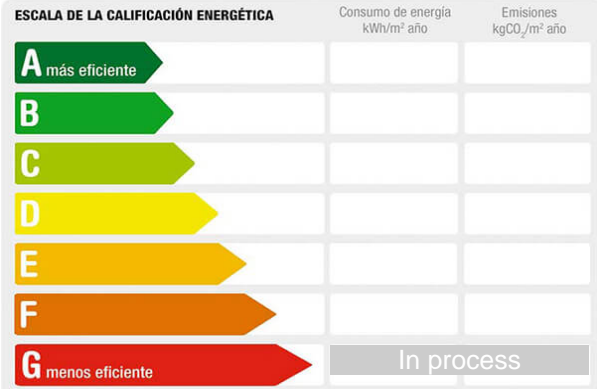 ESCALA DE LA CALIFICACIÓN ENERGÉTICA
Consumo de energía
kWh/m² año
Emisiones
kgCO₂/m² año
A más eficiente
B
C
D
E
F
G menos eficiente
In process